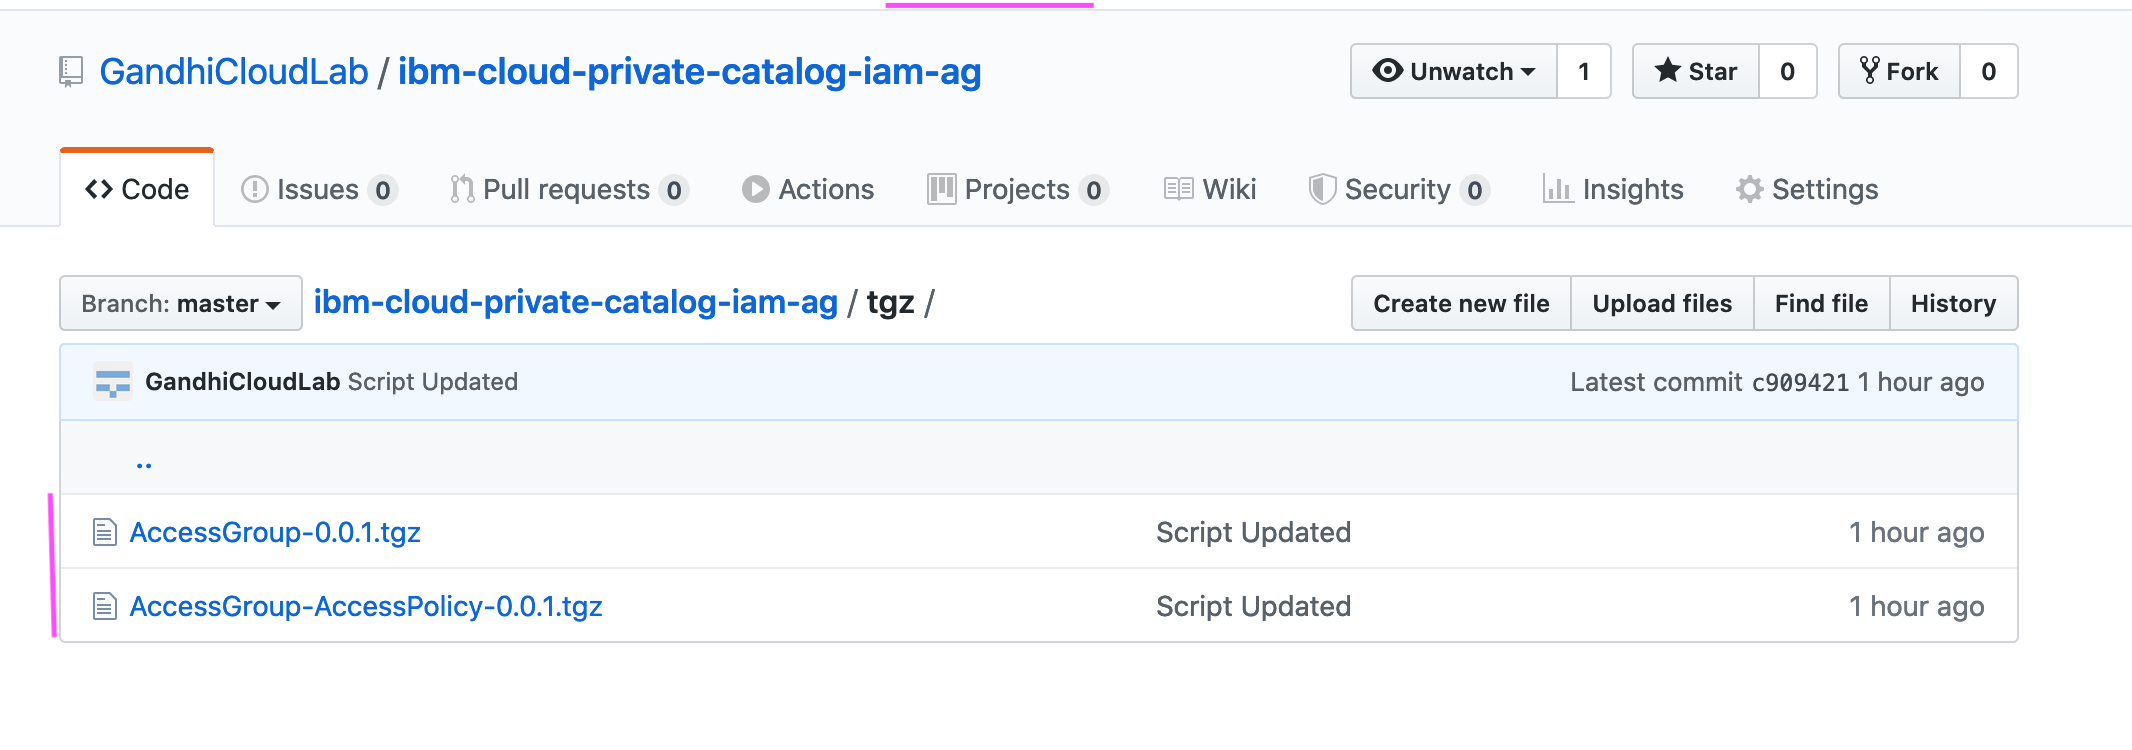 GandhiCloudLab / ibm-cloud-private-catalog-iam-ag Unwatch 1 Star 0 Fork 0
Code Issues 0 Pull requests 0 Actions Projects 0 Wiki Security 0 Insights Settings
Branch: master ibm-cloud-private-catalog-iam-ag / tgz / Create new file Upload files Find file History
GandhiCloudLab Script Updated Latest commit c909421 1 hour ago
..
AccessGroup-0.0.1.tgz Script Updated 1 hour ago
AccessGroup-AccessPolicy-0.0.1.tgz Script Updated 1 hour ago